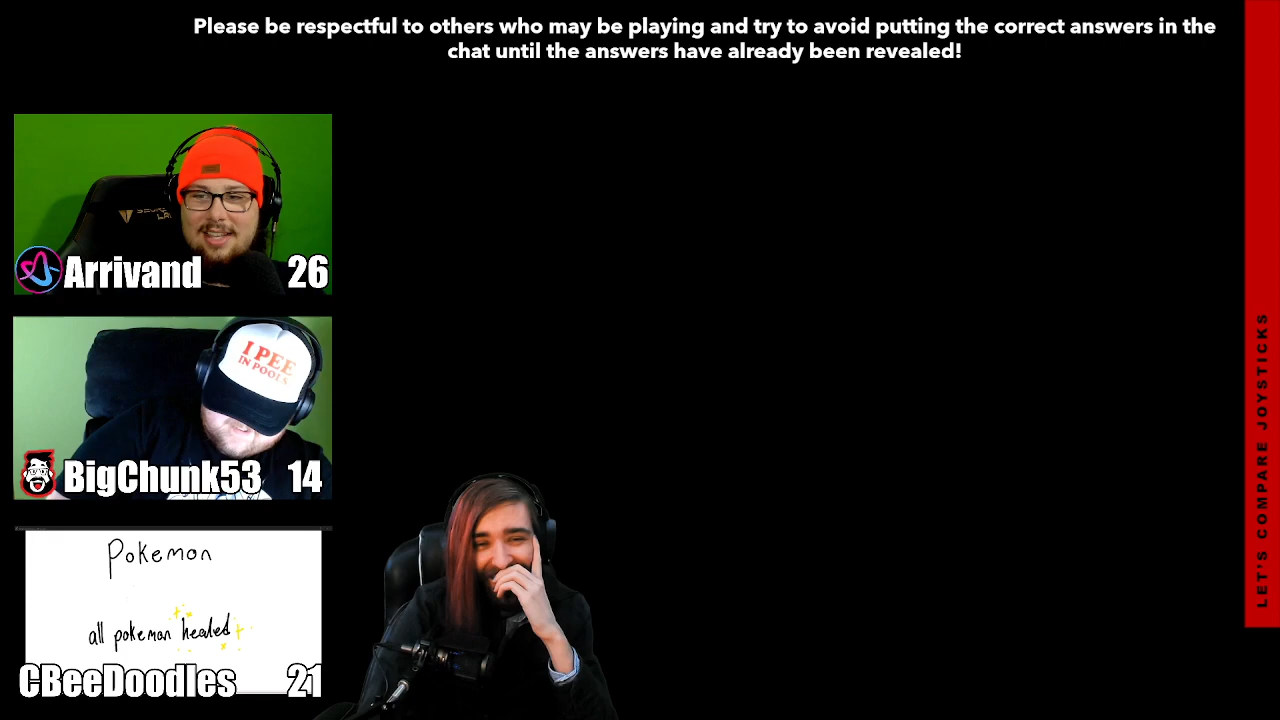 Please be respectful to others who may be playing and try to avoid putting the correct answers in the
chat until the answers have already been revealed!
Arrivand 26
I PEE
IN POOLS
BigChunk53 14
Pokemon
all pokemon healed
CBeeDoodles 21
LET'S COMPARE JOYSTICKS